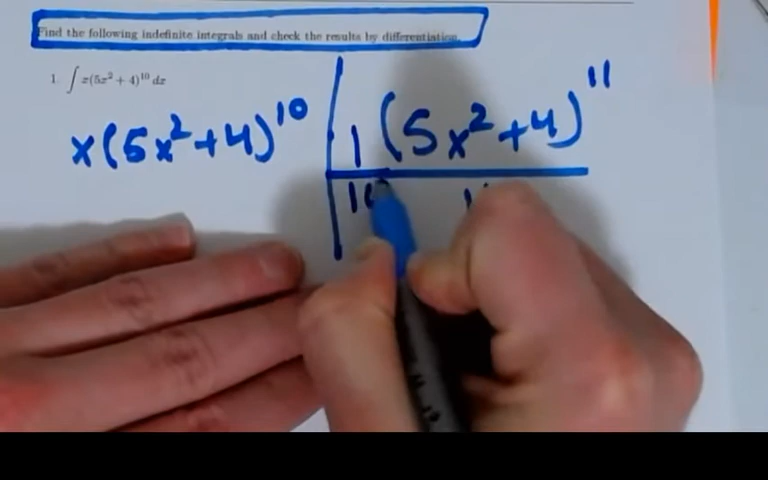 Find the following indefinite integrals and check the results by differentiation.
1. ∫ x(5x² + 4)¹⁰ dx
x(5x²+4)¹⁰ | 1 (5x²+4)¹¹
10